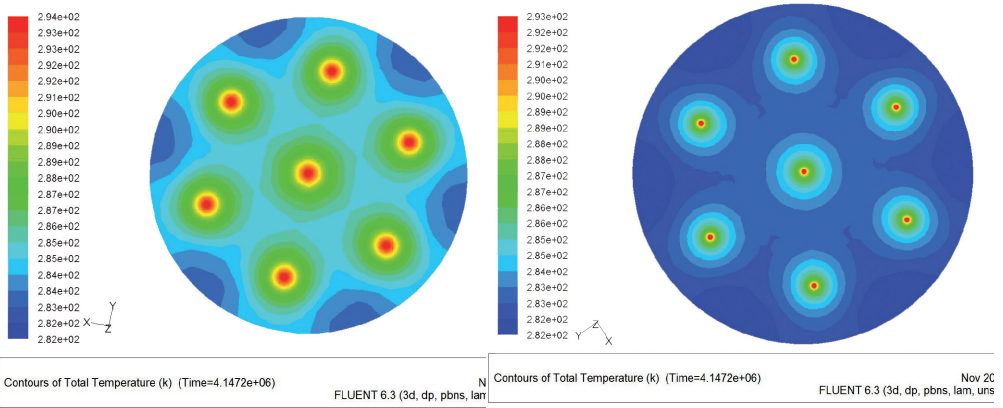 2.94e+02
2.93e+02
2.93e+02
2.92e+02
2.92e+02
2.91e+02
2.90e+02
2.90e+02
2.89e+02
2.89e+02
2.88e+02
2.87e+02
2.87e+02
2.86e+02
2.86e+02
2.85e+02
2.84e+02
2.84e+02
2.83e+02
2.83e+02
2.82e+02
2.82e+02
Y
X
Z
Contours of Total Temperature (k) (Time=4.1472e+06)
N
FLUENT 6.3 (3d, dp, pbns, lam
2.93e+02
2.92e+02
2.92e+02
2.91e+02
2.90e+02
2.90e+02
2.89e+02
2.89e+02
2.88e+02
2.88e+02
2.87e+02
2.87e+02
2.86e+02
2.85e+02
2.85e+02
2.84e+02
2.84e+02
2.83e+02
2.83e+02
2.82e+02
2.82e+02
Z
Y
X
Contours of Total Temperature (k) (Time=4.1472e+06)
Nov 20
FLUENT 6.3 (3d, dp, pbns, lam, uns